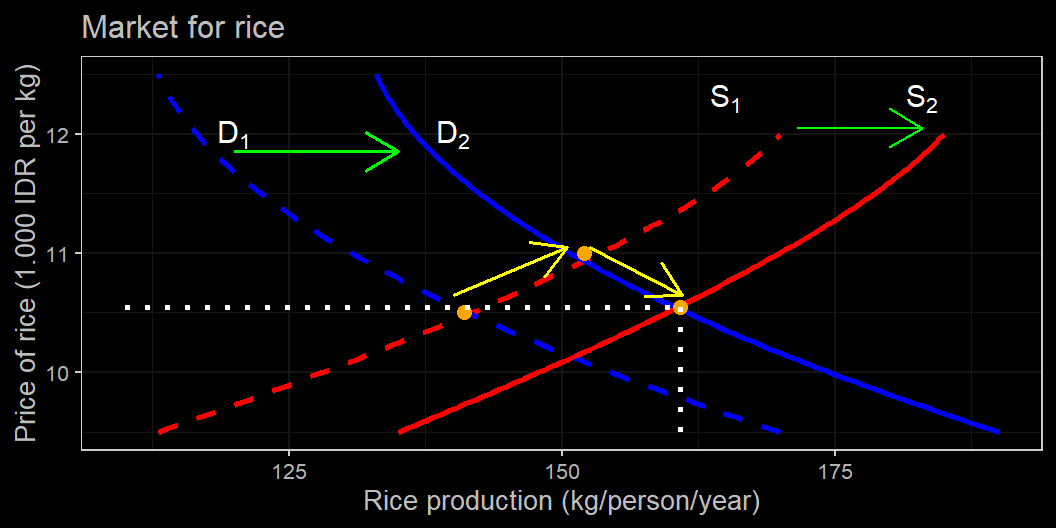 Market for rice
Price of rice (1.000 IDR per kg)
12
11
10
D₁
D₂
S₁
S₂
125
150
175
Rice production (kg/person/year)